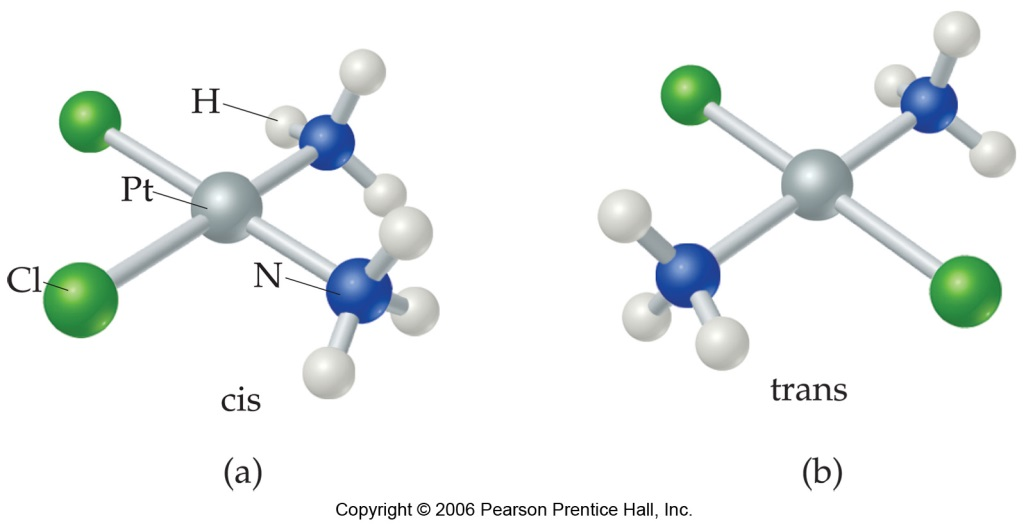 H
Pt
N
Cl
cis
trans
(a)
(b)
Copyright © 2006 Pearson Prentice Hall, Inc.